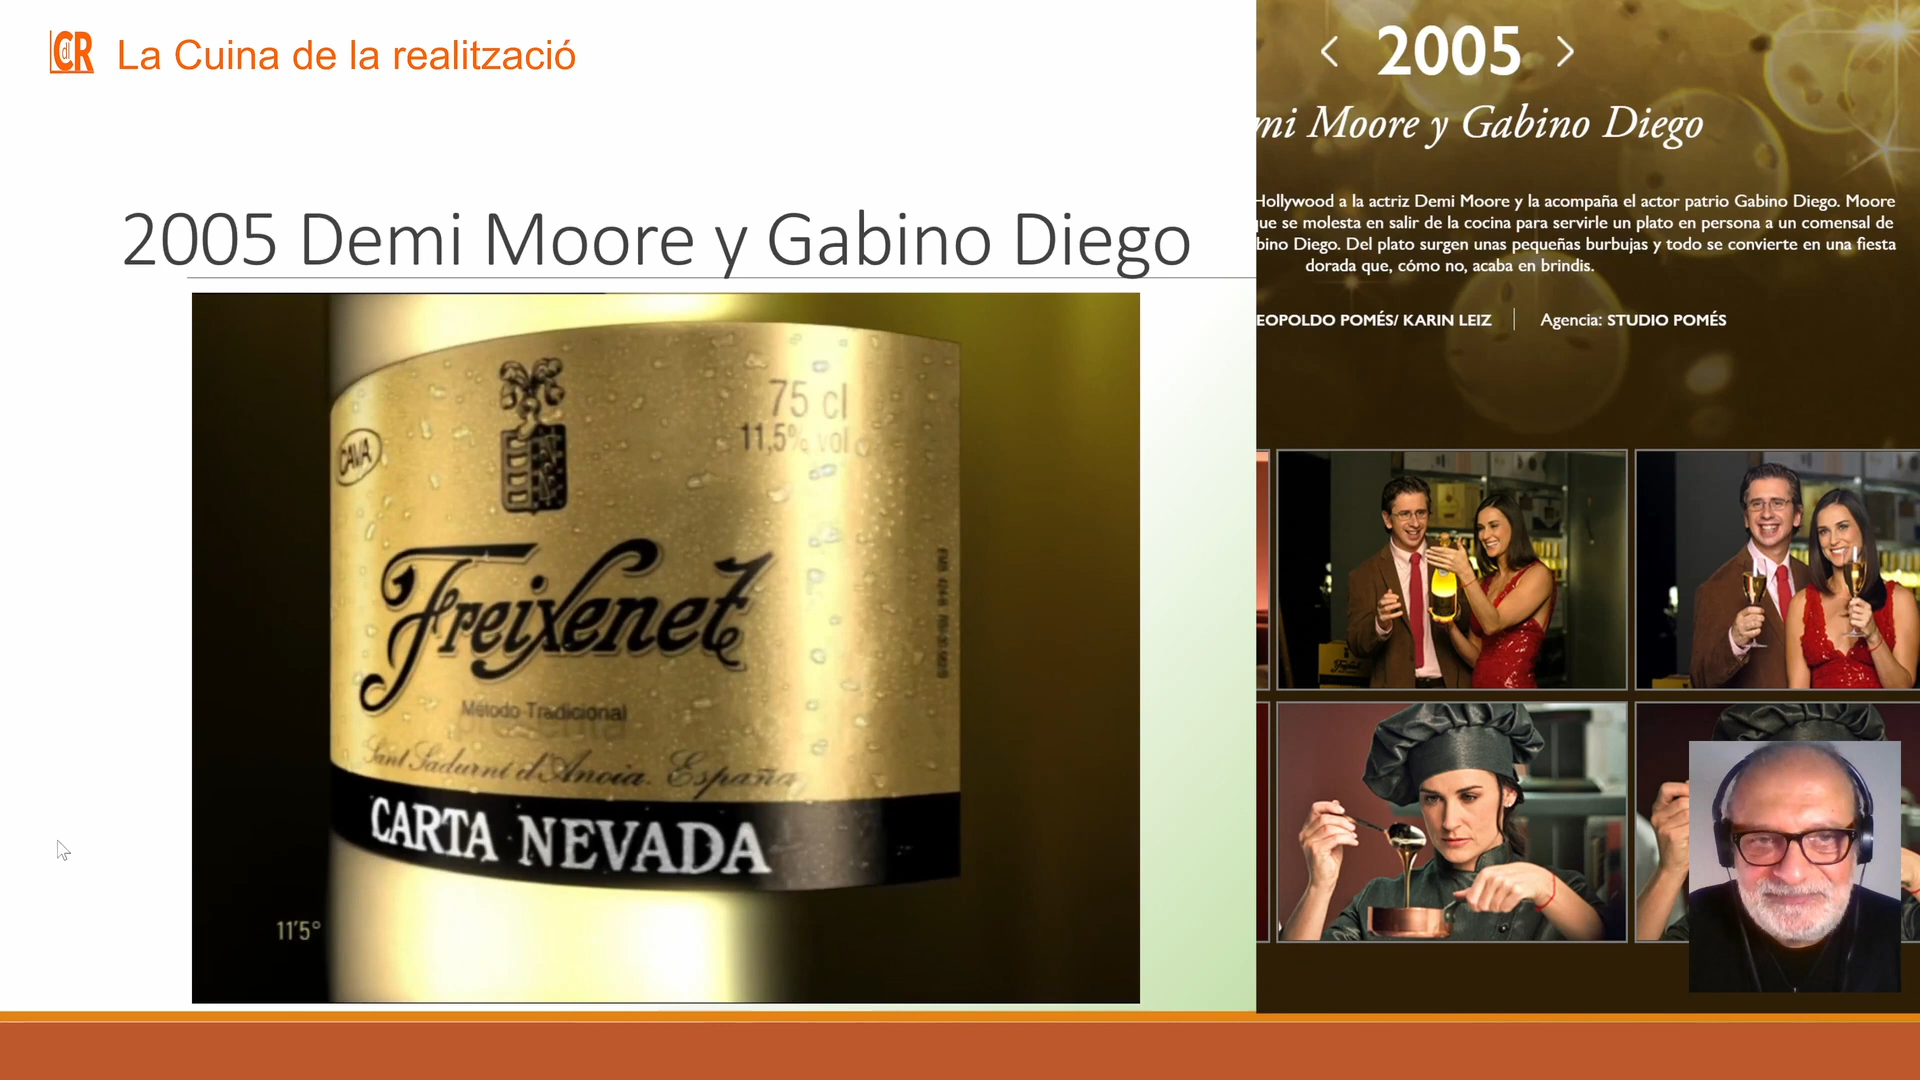 La Cuina de la realització
2005 Demi Moore y Gabino Diego
CAVA
75 cl
11,5% vol
Freixenet
Método Tradicional
Sant Sadurní d'Anoia. España
CARTA NEVADA
11'5°
2005
mi Moore y Gabino Diego
Hollywood a la actriz Demi Moore y la acompaña el actor patrio Gabino Diego. Moore
que se molesta en salir de la cocina para servirle un plato en persona a un comensal de
bino Diego. Del plato surgen unas pequeñas burbujas y todo se convierte en una fiesta
dorada que, cómo no, acaba en brindis.
EOPOLDO POMÉS/ KARIN LEIZ
Agencia: STUDIO POMÉS
Freixenet